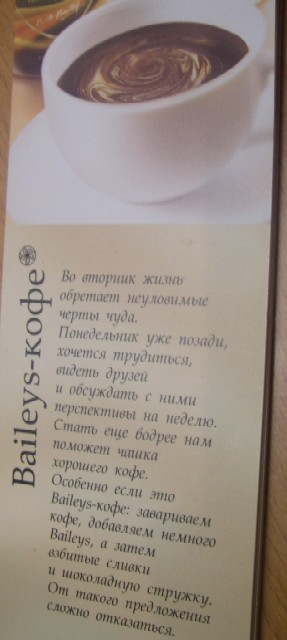 Baileys-кофе
Во вторник жизнь
обретает неуловимые
черты чуда.
Понедельник уже позади,
хочется трудиться,
видеть друзей
и обсуждать с ними
перспективы на неделю.
Стать еще бодрее нам
поможет чашка
хорошего кофе.
Особенно если это
Baileys-кофе: завариваем
кофе, добавляем немного
Baileys, а затем
взбитые сливки
и шоколадную стружку.
От такого предложения
сложно отказаться.